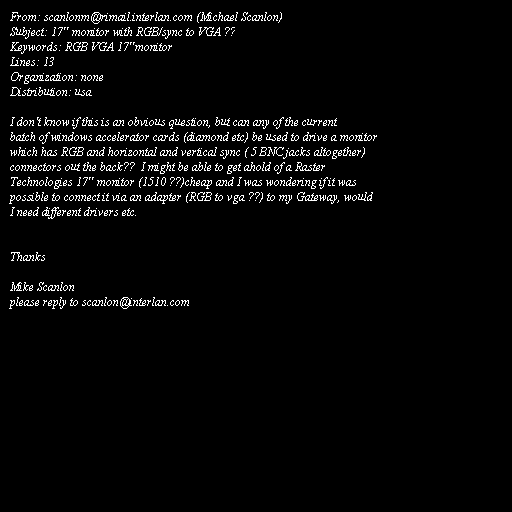 From: scanlonm@rimail.interlan.com (Michael Scanlon)
Subject: 17" monitor with RGB/sync to VGA ??
Keywords: RGB VGA 17"monitor
Lines: 13
Organization: none
Distribution: usa
I don't know if this is an obvious question, but can any of the current
batch of windows accelerator cards (diamond etc) be used to drive a monitor
which has RGB and horizontal and vertical sync ( 5 BNC jacks altogether)
connectors out the back?? I might be able to get ahold of a Raster
Technologies 17" monitor (1510 ??)cheap and I was wondering if it was
possible to connect it via an adapter (RGB to vga ??) to my Gateway, would
I need different drivers etc.
Thanks
Mike Scanlon
please reply to scanlon@interlan.com